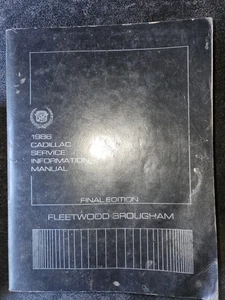 1986
CADILLAC
SERVICE
INFORMATION
MANUAL
FINAL EDITION
FLEETWOOD BROUGHAM